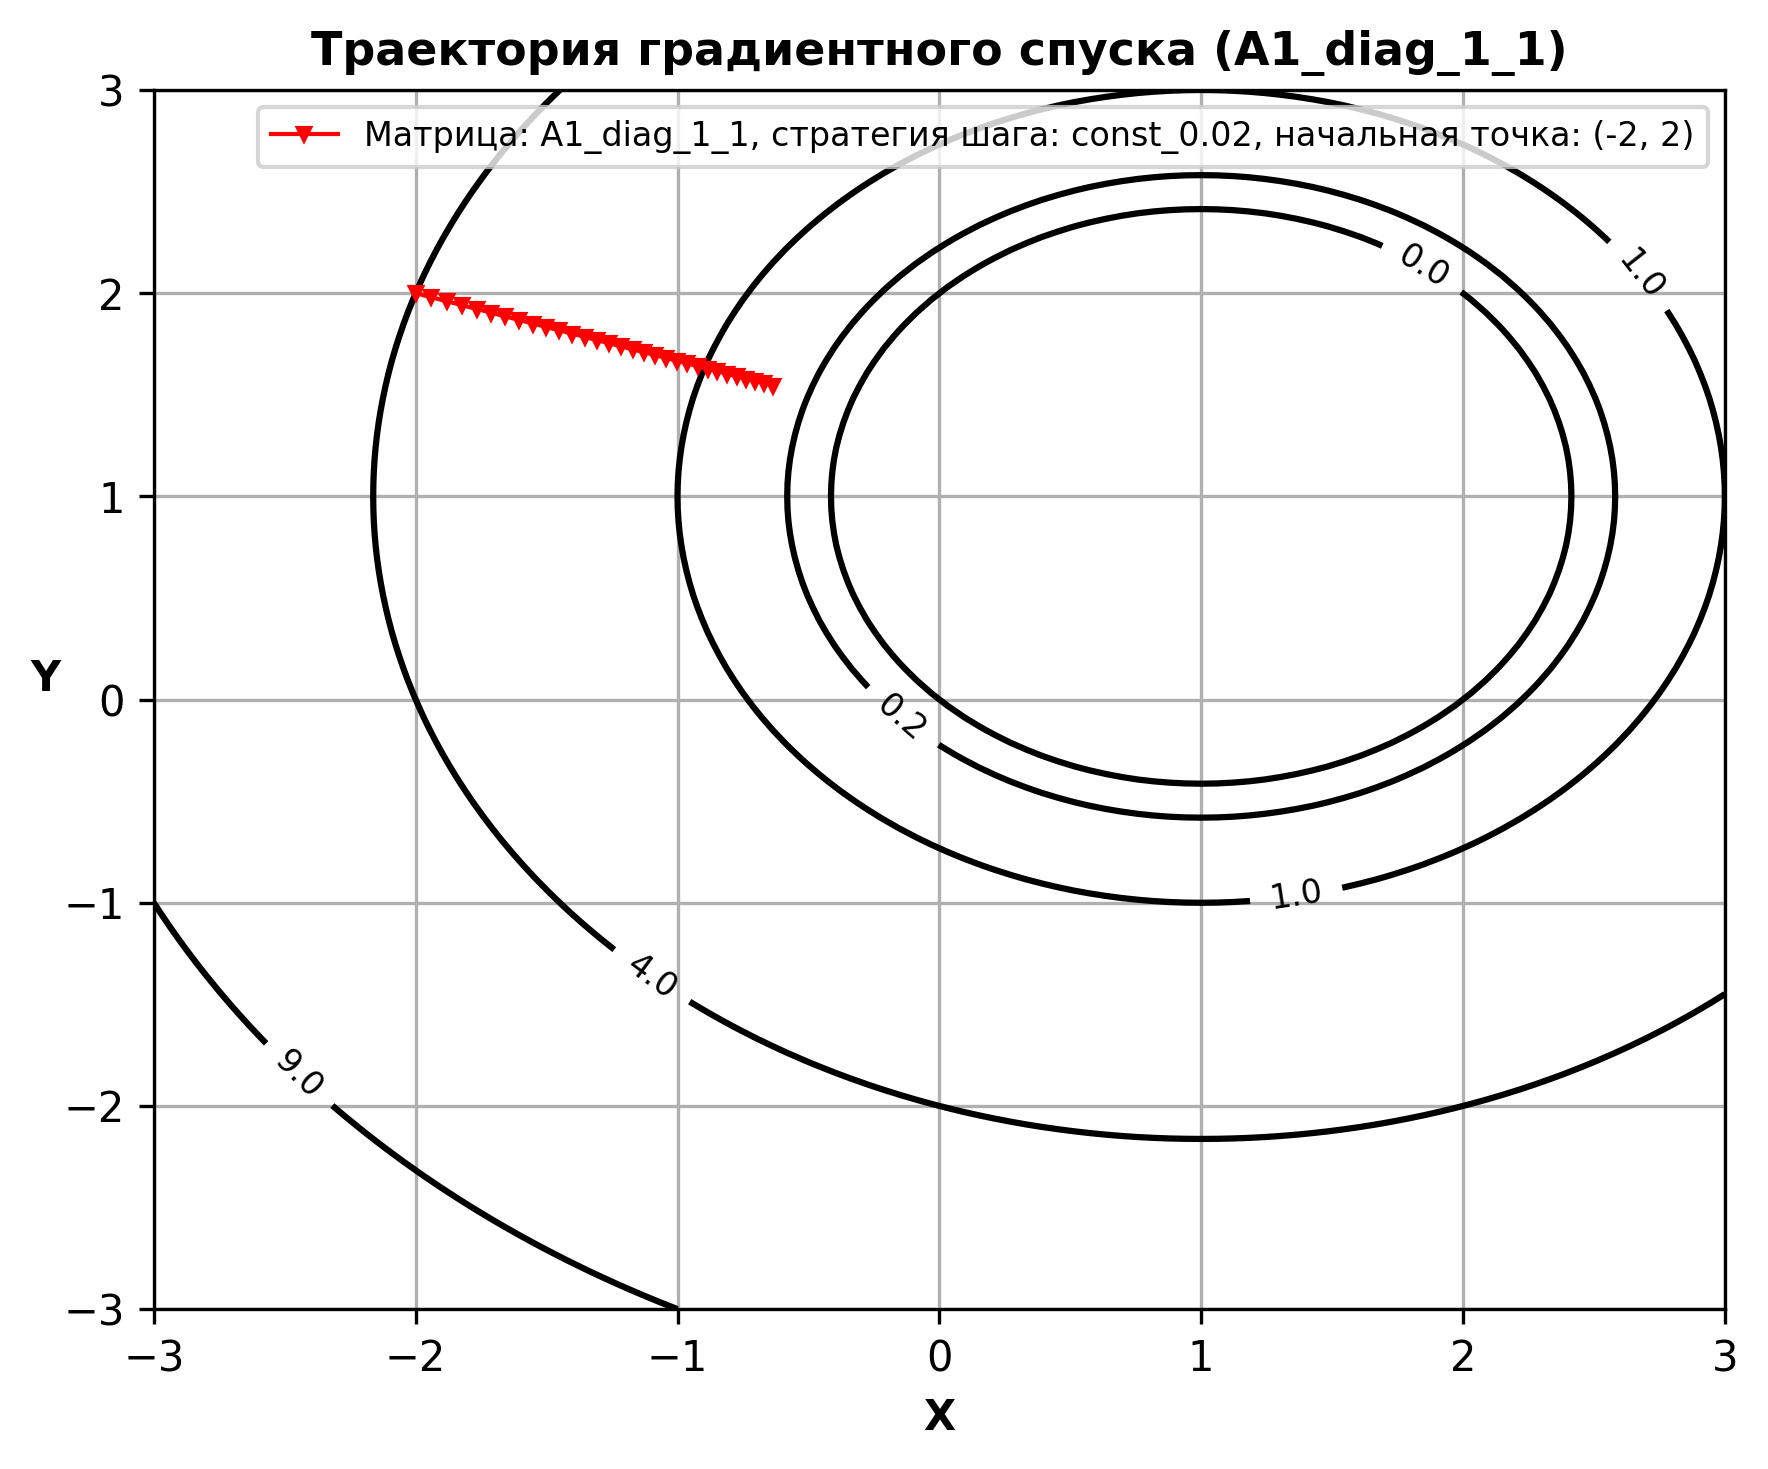 Траектория градиентного спуска (A1_diag_1_1)
Матрица: A1_diag_1_1, стратегия шага: const_0.02, начальная точка: (-2, 2)
3
2
1
0
−1
−2
−3
Y
0.0
1.0
0.2
1.0
4.0
9.0
−3 −2 −1 0 1 2 3
X